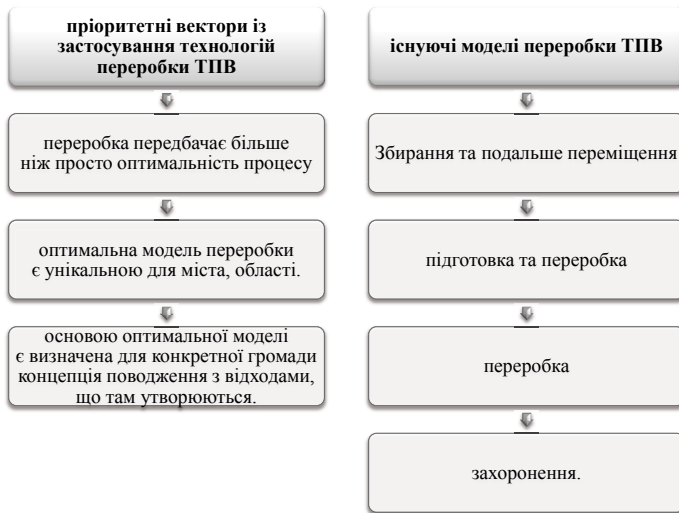 пріоритетні вектори із
застосування технологій
переробки ТПВ
переробка передбачає більше
ніж просто оптимальність процесу
оптимальна модель переробки
є унікальною для міста, області.
основою оптимальної моделі
є визначена для конкретної громади
концепція поводження з відходами,
що там утворюються.
існуючі моделі переробки ТПВ
Збирання та подальше переміщення
підготовка та переробка
переробка
захоронення.